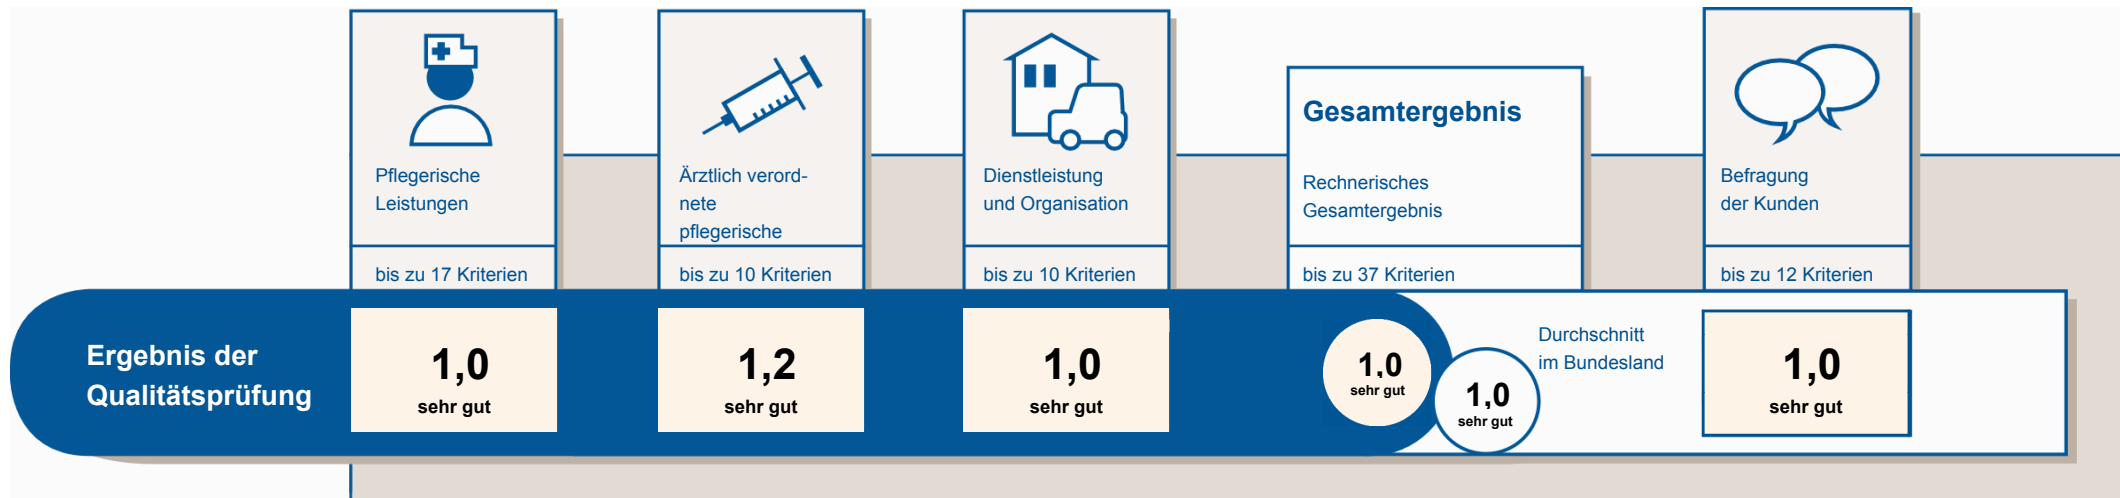 Pflegerische
Leistungen
bis zu 17 Kriterien
Ärztlich verord-
nete
pflegerische
bis zu 10 Kriterien
Dienstleistung
und Organisation
bis zu 10 Kriterien
Gesamtergebnis
Rechnerisches
Gesamtergebnis
bis zu 37 Kriterien
Befragung
der Kunden
bis zu 12 Kriterien
Ergebnis der
Qualitätsprüfung
1,0
sehr gut
1,2
sehr gut
1,0
sehr gut
1,0
sehr gut
1,0
sehr gut
Durchschnitt
im Bundesland
1,0
sehr gut